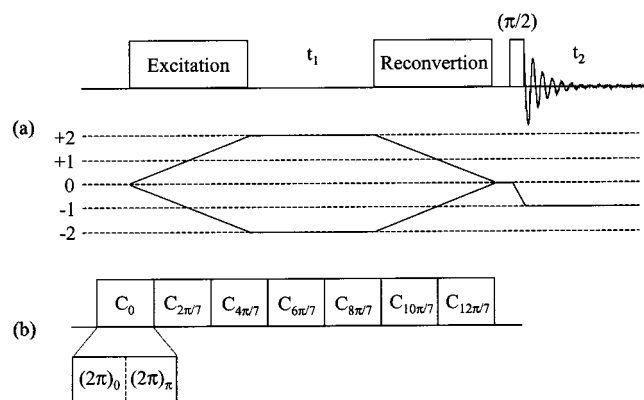 (π/2)
Excitation t₁ Reconvertion t₂
(a)
+2
+1
0
-1
-2
C₀ C₂π/₇ C₄π/₇ C₆π/₇ C₈π/₇ C₁₀π/₇ C₁₂π/₇
(b)
(2π)₀ (2π)π